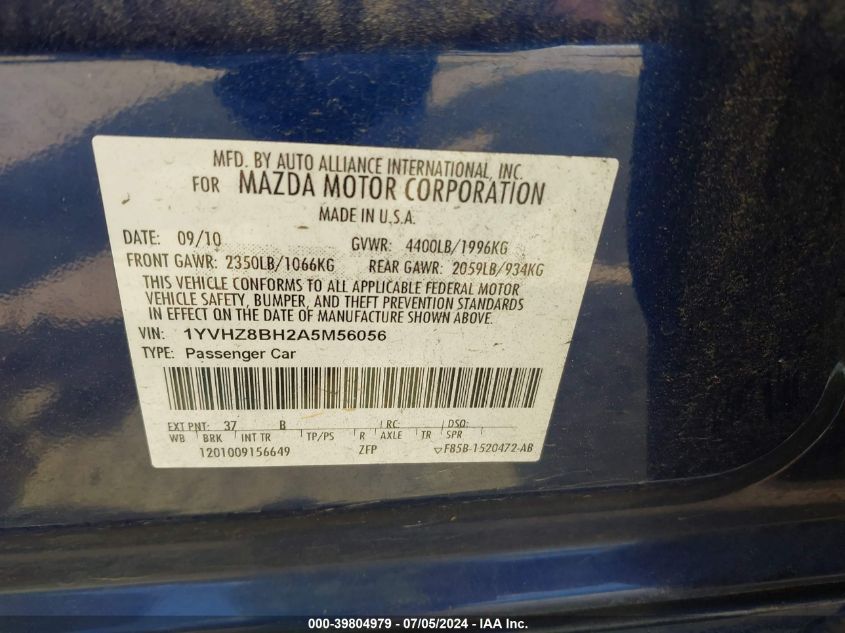 MFD. BY AUTO ALLIANCE INTERNATIONAL, INC.
FOR MAZDA MOTOR CORPORATION
MADE IN U.S.A.
DATE: 09/10 GVWR: 4400LB/1996KG
FRONT GAWR: 2350LB/1066KG REAR GAWR: 2059LB/934KG
THIS VEHICLE CONFORMS TO ALL APPLICABLE FEDERAL MOTOR
VEHICLE SAFETY, BUMPER, AND THEFT PREVENTION STANDARDS
IN EFFECT ON THE DATE OF MANUFACTURE SHOWN ABOVE.
VIN: 1YVHZ8BH2A5M56056
TYPE: Passenger Car
EXT PNT: 37 B RC: DSO:
WB BRK INT TR TP/PS R AXLE TR SPR
1201009156649 ZFP ▽F85B-1520472-AB
000-39804979 / 07/05/2024 - IAA Inc.